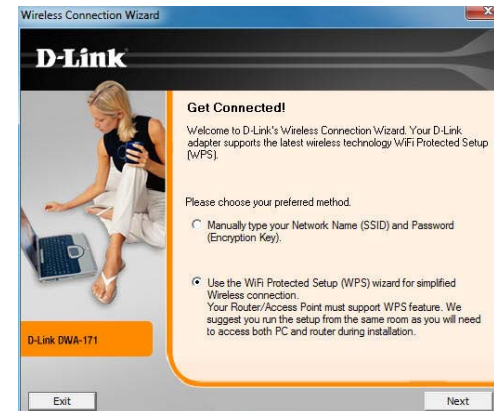 Wireless Connection Wizard
D-Link
Get Connected!
Welcome to D-Link's Wireless Connection Wizard. Your D-Link
adapter supports the latest wireless technology WiFi Protected Setup
(WPS).
Please choose your preferred method.
Manually type your Network Name (SSID) and Password
(Encryption Key).
Use the WiFi Protected Setup (WPS) wizard for simplified
Wireless connection.
Your Router/Access Point must support WPS feature. We
suggest you run the setup from the same room as you will need
to access both PC and router during installation.
D-Link DWA-171
Exit
Next